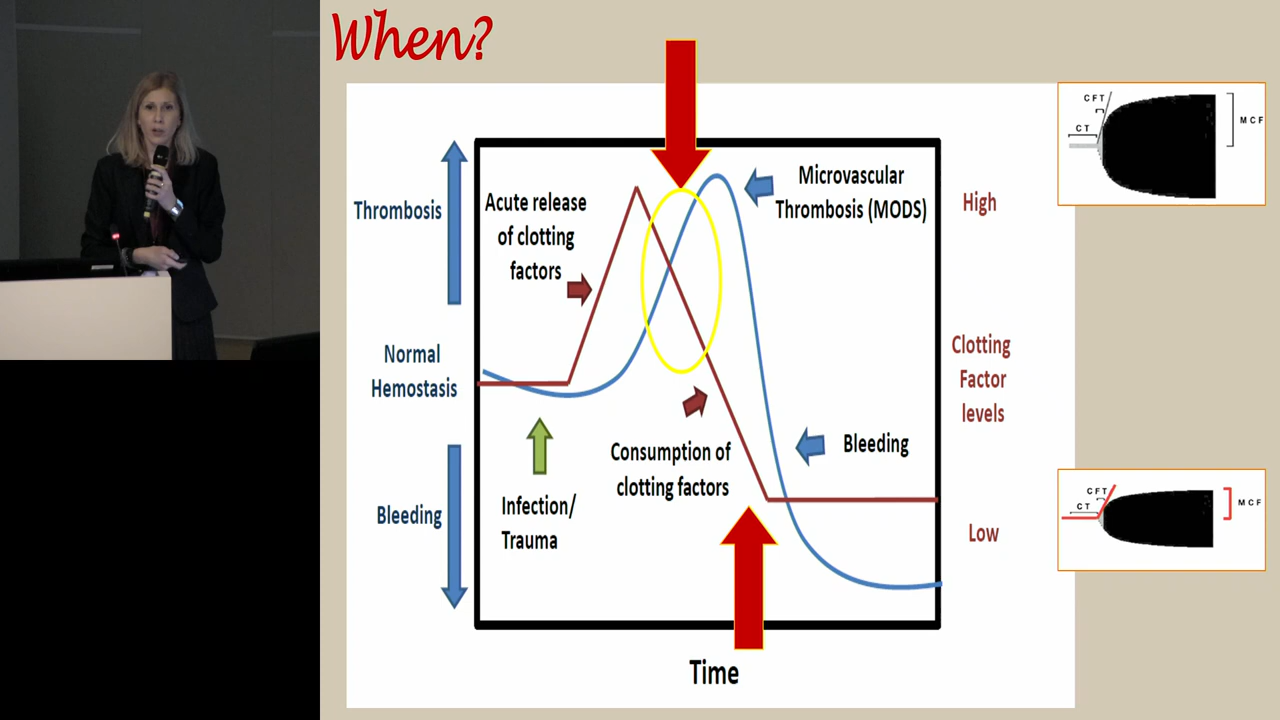 When?
Acute release
of clotting
factors
Microvascular
Thrombosis (MODS)
Thrombosis
Normal
Hemostasis
Bleeding
Infection/
Trauma
Consumption of
clotting factors
Bleeding
High
Clotting
Factor
levels
Low
Time
CFT
CT
MCF
CFT
CT
MCF